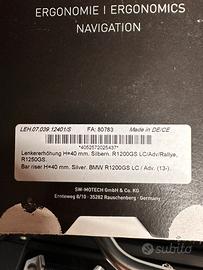 ERGONOMIE | ERGONOMICS
NAVIGATION
LEH.07.039.12401/S FA: 80783 Made in DE/CE
*4052572025437*
Lenkererhöhung H=40 mm. Silbern. R1200GS LC/Adv/Rallye,
R1250GS.
Bar riser H=40 mm. Silver. BMW R1200GS LC / Adv. (13-).
SW-MOTECH GmbH & Co. KG
Ernteweg 8/10 · 35282 Rauschenberg · Germany
subito